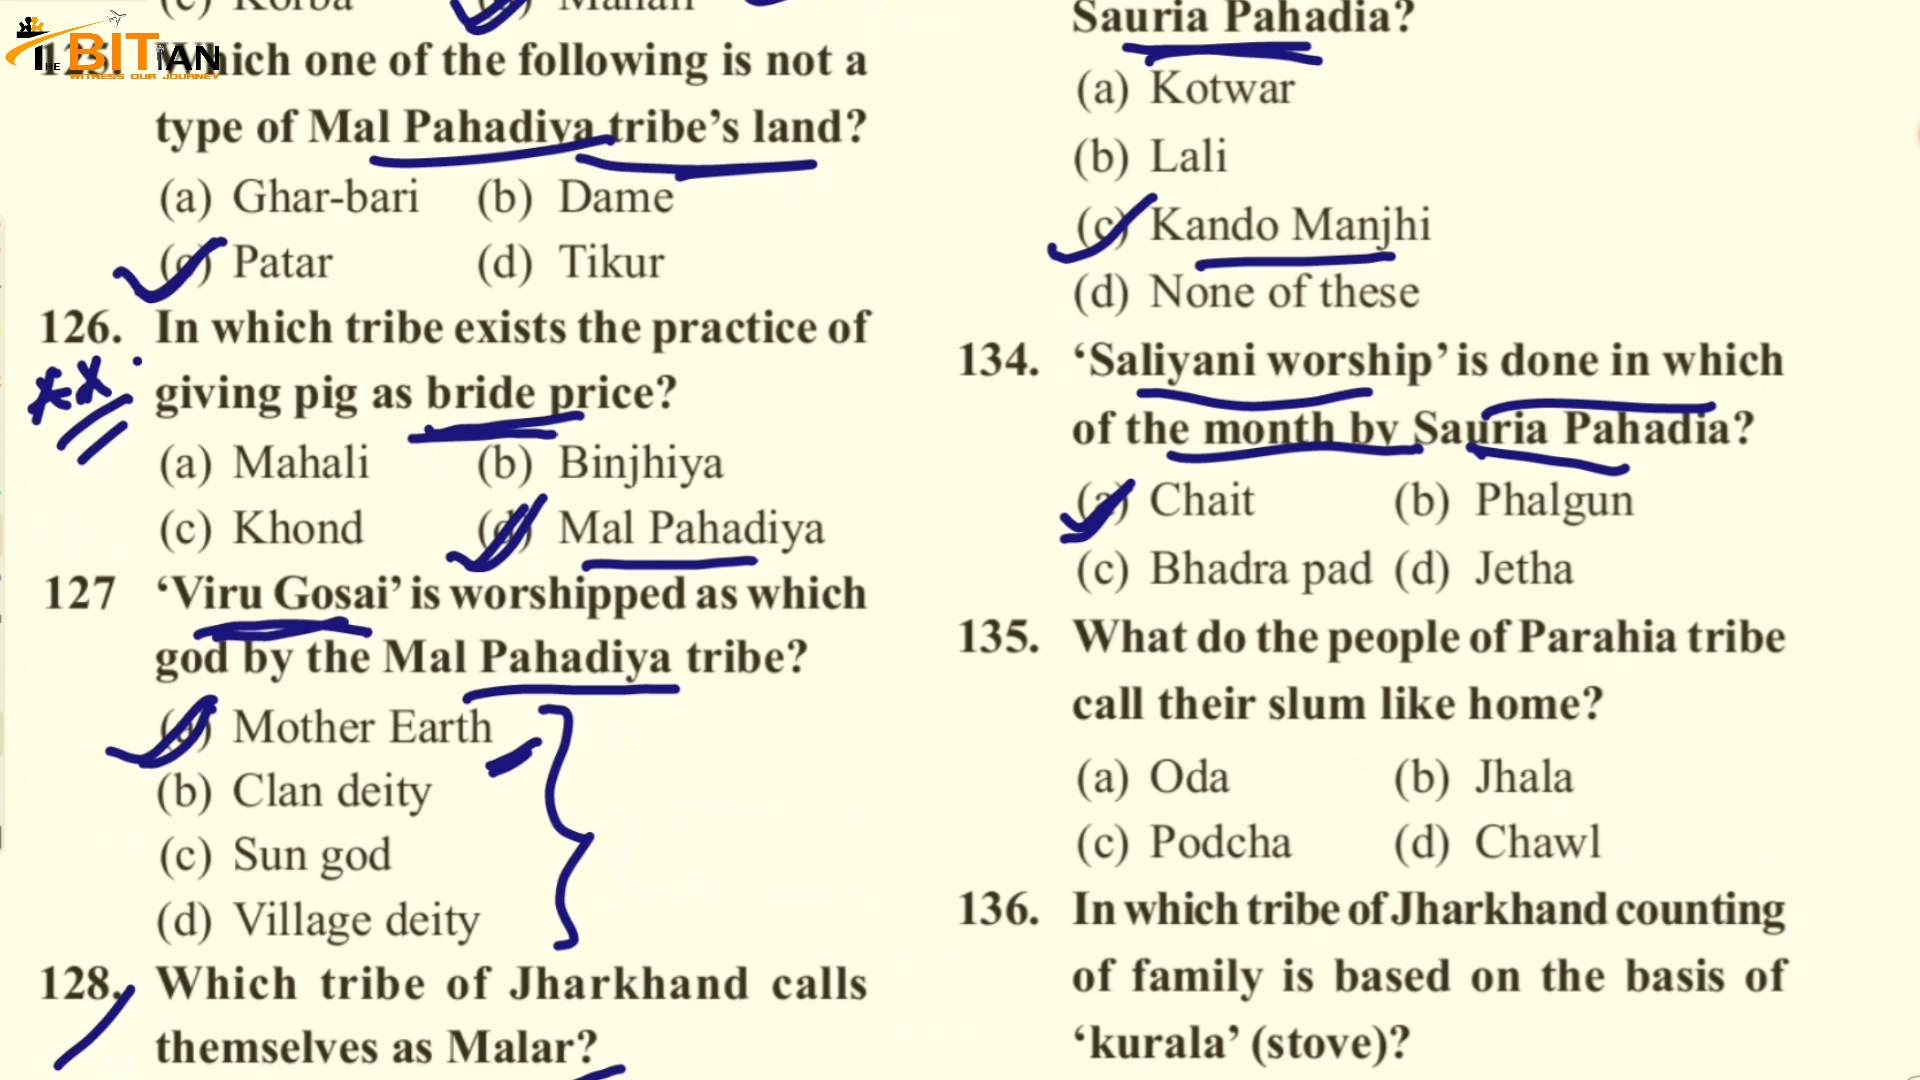 THE BITIAN
WITNESS OUR JOURNEY
125. Which one of the following is not a
type of Mal Pahadiya tribe's land?
(a) Ghar-bari (b) Dame
(c) Patar (d) Tikur
126. In which tribe exists the practice of
giving pig as bride price?
(a) Mahali (b) Binjhiya
(c) Khond (d) Mal Pahadiya
127 ‘Viru Gosai’ is worshipped as which
god by the Mal Pahadiya tribe?
(a) Mother Earth
(b) Clan deity
(c) Sun god
(d) Village deity
128. Which tribe of Jharkhand calls
themselves as Malar?
Sauria Pahadia?
(a) Kotwar
(b) Lali
(c) Kando Manjhi
(d) None of these
134. ‘Saliyani worship’ is done in which
of the month by Sauria Pahadia?
(a) Chait (b) Phalgun
(c) Bhadra pad (d) Jetha
135. What do the people of Parahia tribe
call their slum like home?
(a) Oda (b) Jhala
(c) Podcha (d) Chawl
136. In which tribe of Jharkhand counting
of family is based on the basis of
‘kurala’ (stove)?